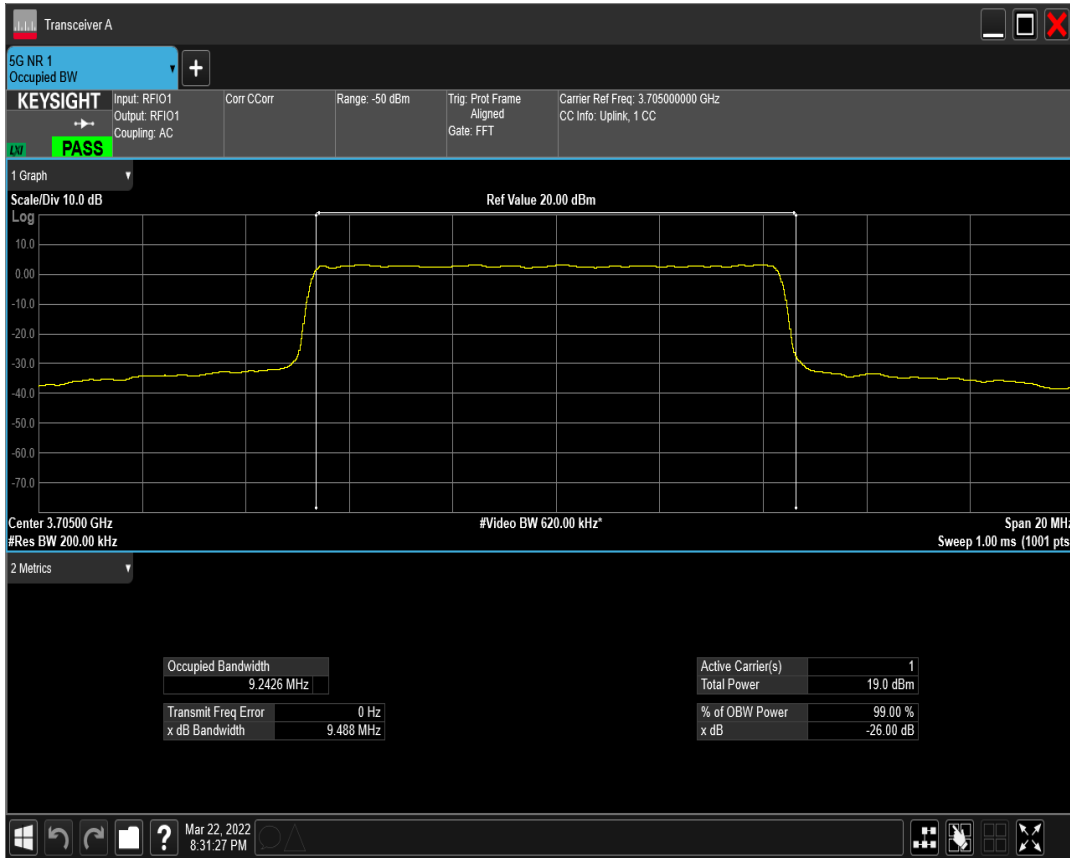 Transceiver A
5G NR 1
Occupied BW
+
KEYSIGHT
LXI
PASS
Input: RFIO1
Output: RFIO1
Coupling: AC
Corr CCorr
Range: -50 dBm
Trig: Prot Frame
Aligned
Gate: FFT
Carrier Ref Freq: 3.705000000 GHz
CC Info: Uplink, 1 CC
1 Graph
Scale/Div 10.0 dB
Ref Value 20.00 dBm
Log
10.0
0.00
-10.0
-20.0
-30.0
-40.0
-50.0
-60.0
-70.0
Center 3.70500 GHz
#Video BW 620.00 kHz*
Span 20 MHz
#Res BW 200.00 kHz
Sweep 1.00 ms (1001 pts
2 Metrics
Occupied Bandwidth
9.2426 MHz
Transmit Freq Error 0 Hz
x dB Bandwidth 9.488 MHz
Active Carrier(s) 1
Total Power 19.0 dBm
% of OBW Power 99.00 %
x dB -26.00 dB
?
Mar 22, 2022
8:31:27 PM